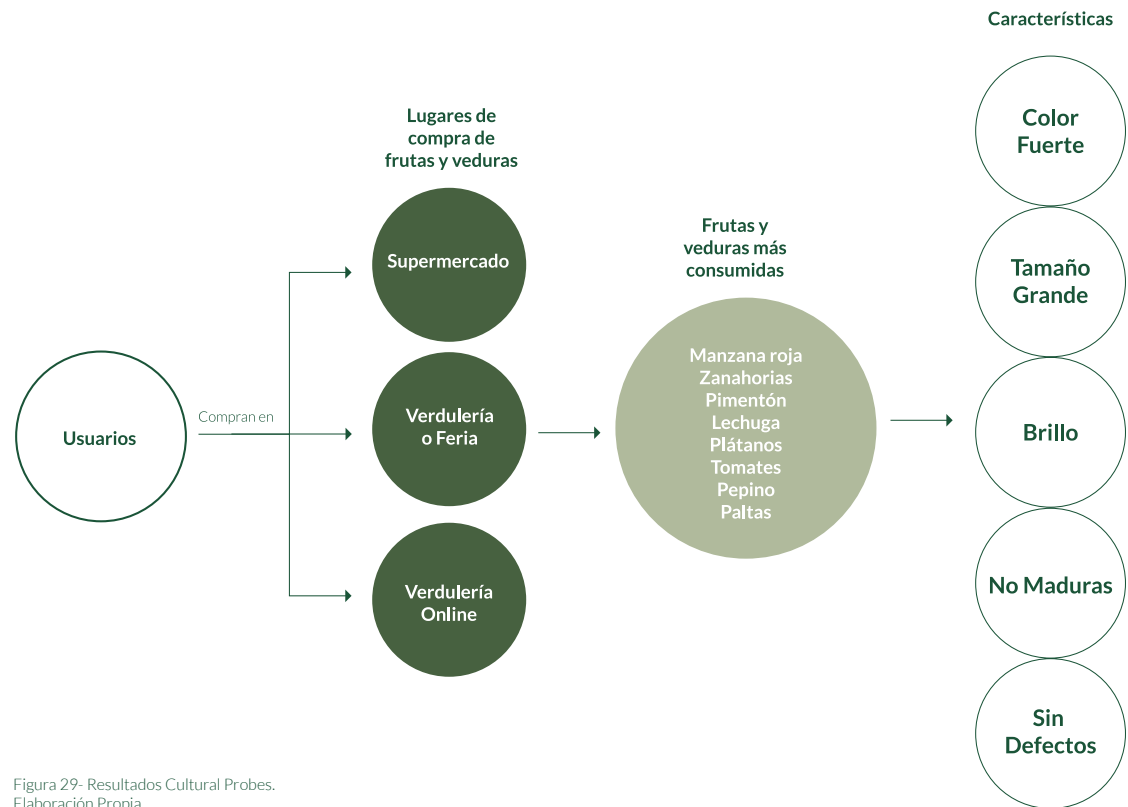 Usuarios
Compran en
Lugares de
compra de
frutas y veduras
Supermercado
Verdulería
o Feria
Verdulería
Online
Frutas y
veduras más
consumidas
Manzana roja
Zanahorias
Pimentón
Lechuga
Plátanos
Tomates
Pepino
Paltas
Características
Color
Fuerte
Tamaño
Grande
Brillo
No Maduras
Sin
Defectos
Figura 29- Resultados Cultural Probes.
Elaboración Propia